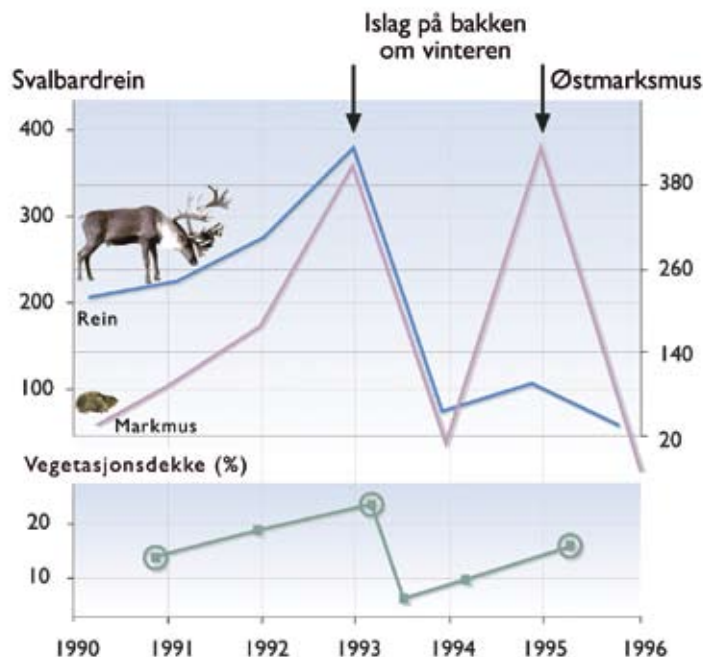 Islag på bakken
om vinteren
Svalbardrein
Østmarksmus
400
300
200
100
380
260
140
20
Rein
Markmus
Vegetasjonsdekke (%)
20
10
1990 1991 1992 1993 1994 1995 1996